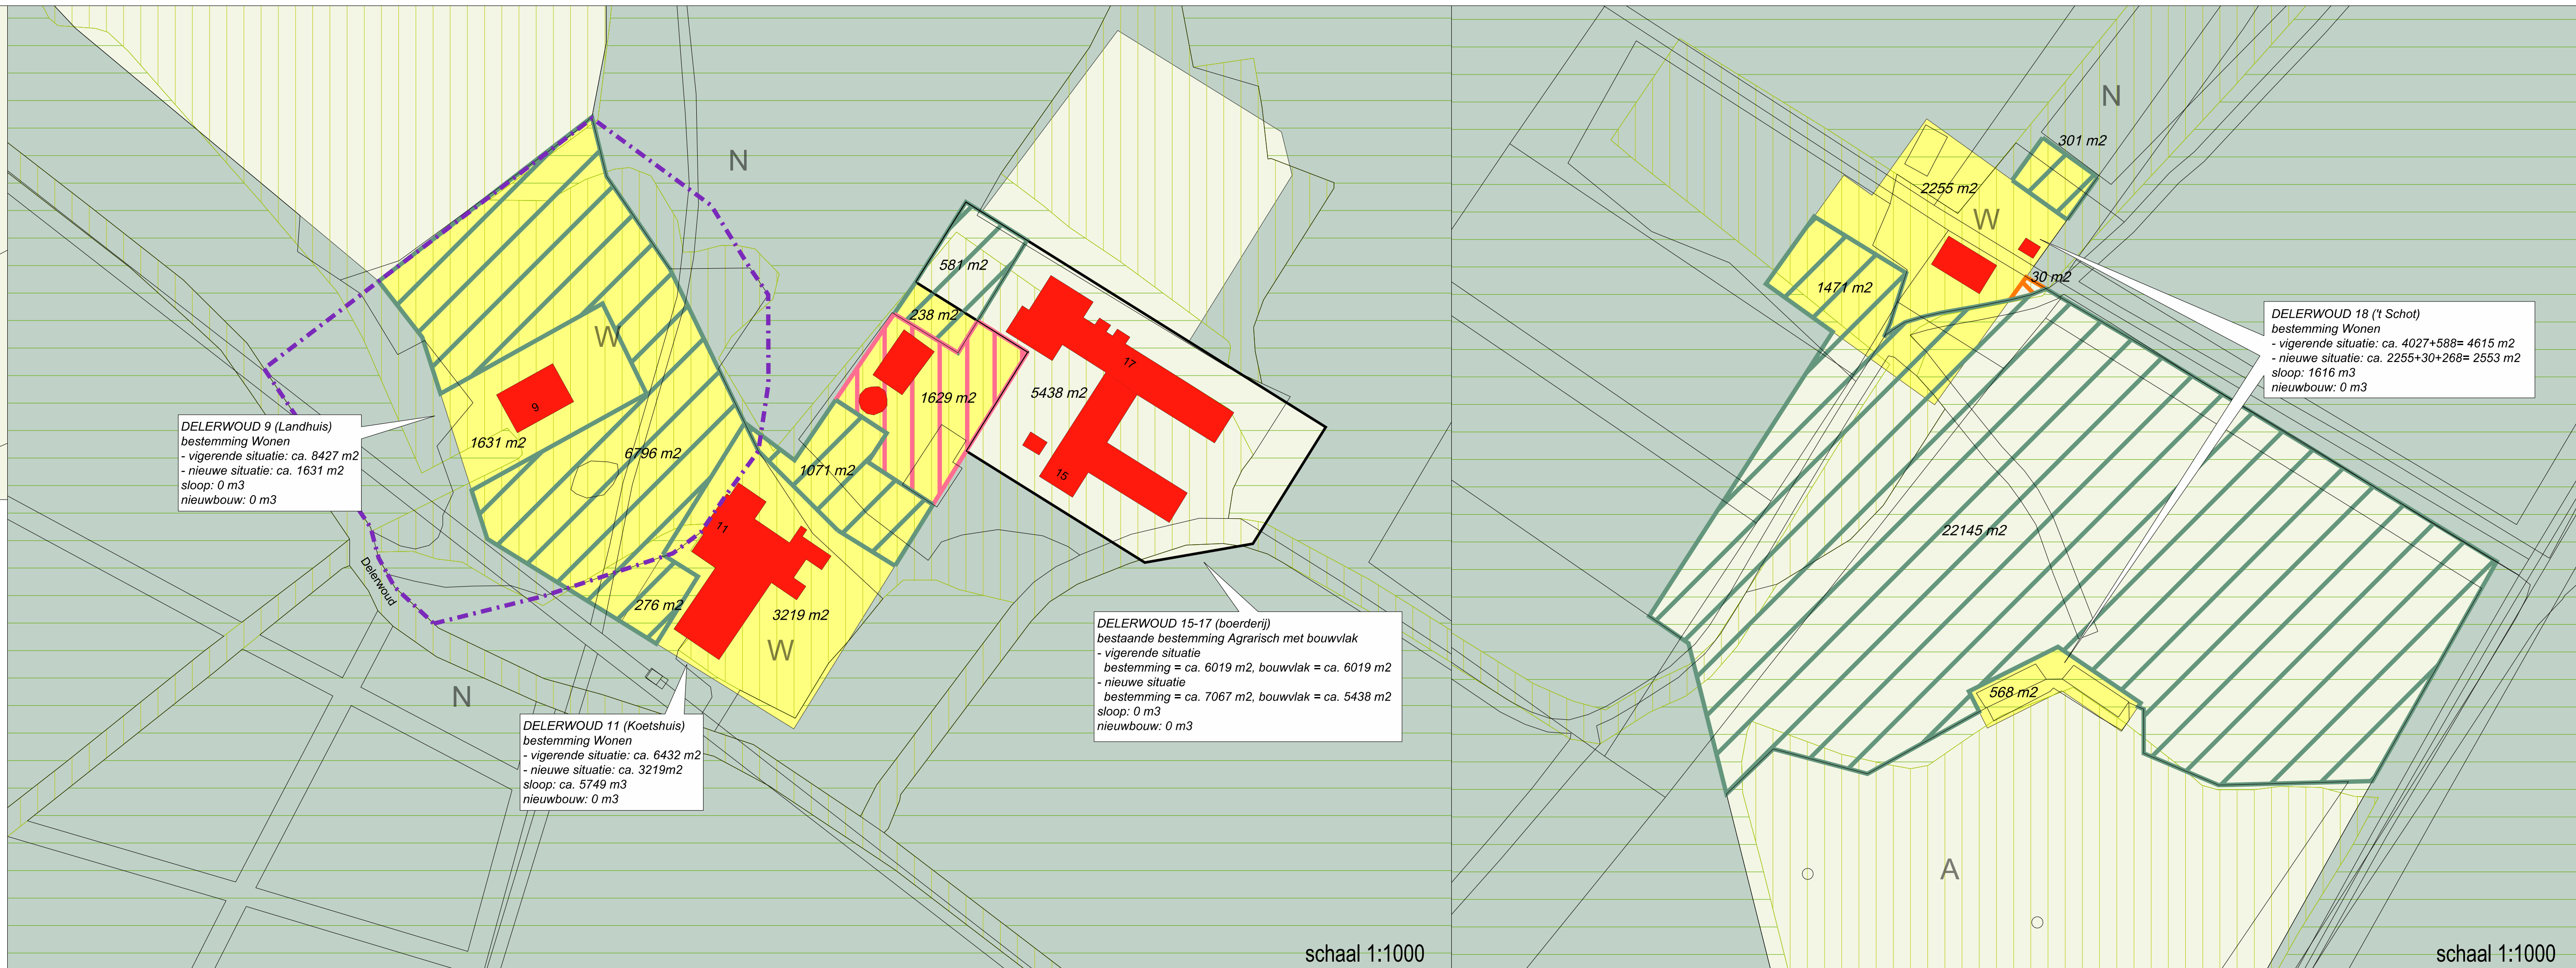 N
W
9
1631 m2
6796 m2
DELERWOUD 9 (Landhuis)
bestemming Wonen
- vigerende situatie: ca. 8427 m2
- nieuwe situatie: ca. 1631 m2
sloop: 0 m3
nieuwbouw: 0 m3
Delerwoud
N
276 m2
11
3219 m2
W
1071 m2
DELERWOUD 11 (Koetshuis)
bestemming Wonen
- vigerende situatie: ca. 6432 m2
- nieuwe situatie: ca. 3219m2
sloop: ca. 5749 m3
nieuwbouw: 0 m3
581 m2
238 m2
1629 m2
17
5438 m2
15
DELERWOUD 15-17 (boerderij)
bestaande bestemming Agrarisch met bouwvlak
- vigerende situatie
bestemming = ca. 6019 m2, bouwvlak = ca. 6019 m2
- nieuwe situatie
bestemming = ca. 7067 m2, bouwvlak = ca. 5438 m2
sloop: 0 m3
nieuwbouw: 0 m3
schaal 1:1000
N
301 m2
2255 m2
W
30 m2
1471 m2
DELERWOUD 18 ('t Schot)
bestemming Wonen
- vigerende situatie: ca. 4027+588= 4615 m2
- nieuwe situatie: ca. 2255+30+268= 2553 m2
sloop: 1616 m3
nieuwbouw: 0 m3
22145 m2
568 m2
A
schaal 1:1000